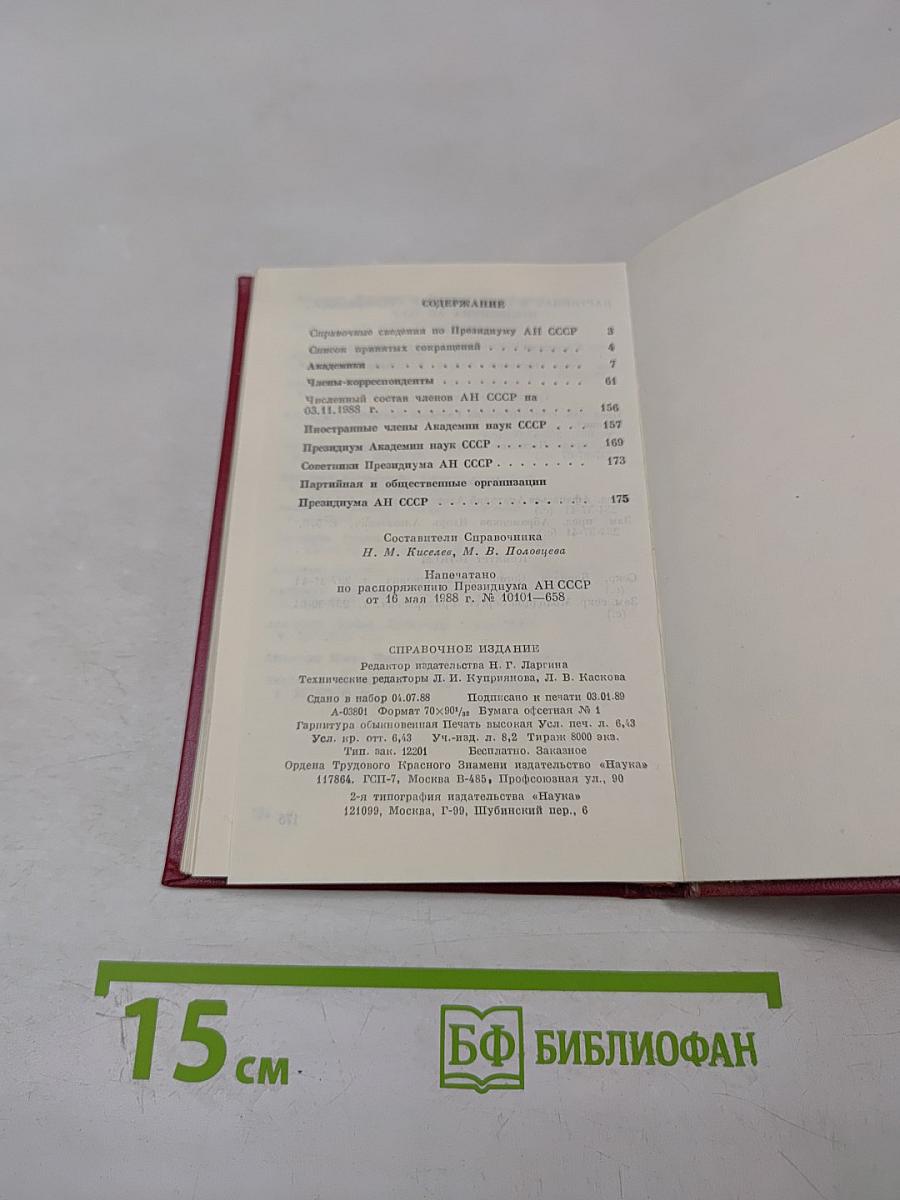 СОДЕРЖАНИЕ
Справочные сведения по Президиуму АН СССР 3
Список принятых сокращений . . . . . . . . 4
Академики . . . . . . . . . . . . . . . . 7
Члены-корреспонденты . . . . . . . . . . . . 61
Численный состав членов АН СССР на
03.11.1988 г. . . . . . . . . . . . . . . . 156
Иностранные члены Академии наук СССР . . . 157
Президиум Академии наук СССР . . . . . . . . 169
Советники Президиума АН СССР . . . . . . . . 173
Партийная и общественные организации
Президиума АН СССР . . . . . . . . . . . . . 175
Составители Справочника
Н. М. Киселев, М. В. Половцева
Напечатано
по распоряжению Президиума АН СССР
от 16 мая 1988 г. № 10101—658
СПРАВОЧНОЕ ИЗДАНИЕ
Редактор издательства Н. Г. Ларгина
Технические редакторы Л. И. Куприянова, Л. В. Каскова
Сдано в набор 04.07.88 Подписано к печати 03.01.89
А-03801 Формат 70×90¹/₃₂ Бумага офсетная № 1
Гарнитура обыкновенная Печать высокая Усл. печ. л. 6,43
Усл. кр. отт. 6,43 Уч.-изд. л. 8,2 Тираж 8000 экз.
Тип. зак. 12201 Бесплатно. Заказное
Ордена Трудового Красного Знамени издательство «Наука»
117864. ГСП-7, Москва В-485, Профсоюзная ул., 90
2-я типография издательства «Наука»
121099, Москва, Г-99, Шубинский пер., 6
15 см
БФ БИБЛИОФАН